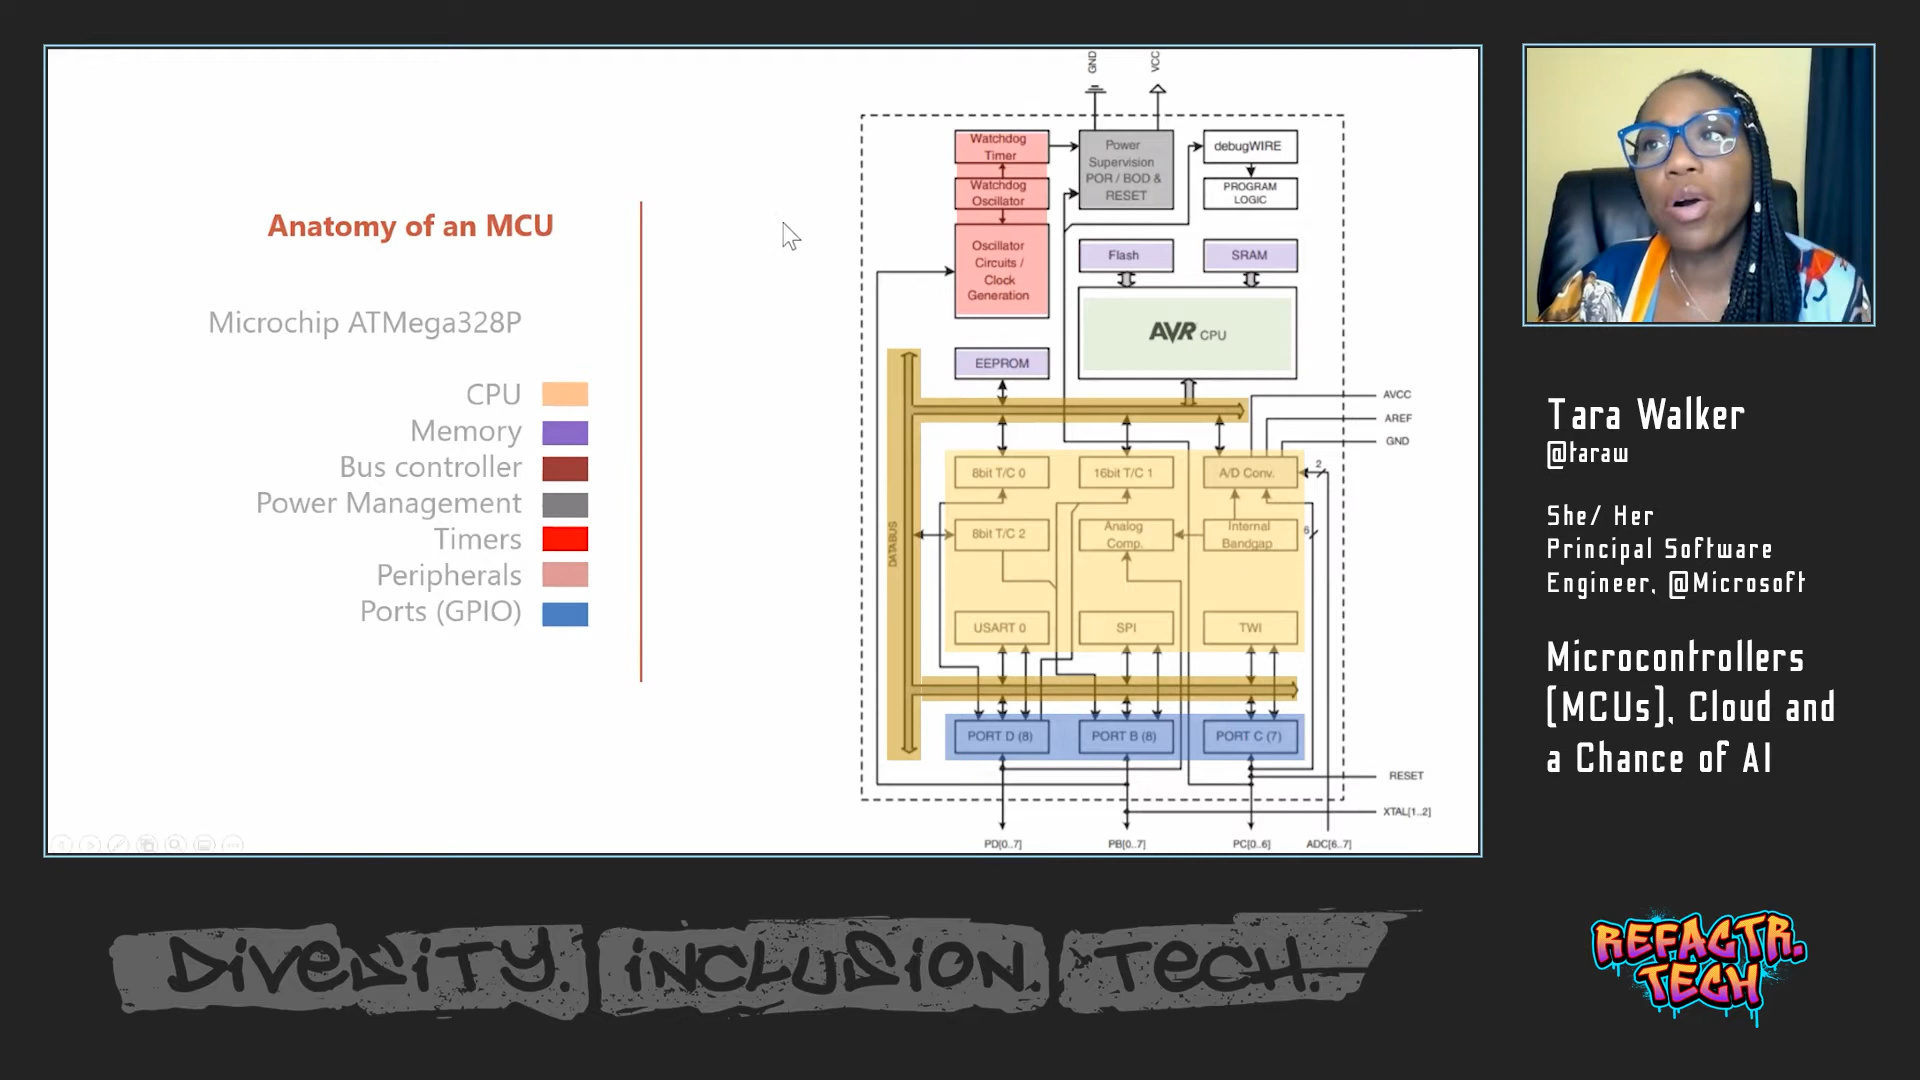 Anatomy of an MCU
Microchip ATMega328P
CPU
Memory
Bus controller
Power Management
Timers
Peripherals
Ports (GPIO)
GND
VCC
Watchdog
Timer
Watchdog
Oscillator
Oscillator
Circuits /
Clock
Generation
Power
Supervision
POR / BOD &
RESET
debugWIRE
PROGRAM
LOGIC
Flash
SRAM
AVR CPU
EEPROM
AVCC
AREF
GND
DATABUS
8bit T/C 0
16bit T/C 1
A/D Conv.
2
8bit T/C 2
Analog
Comp.
Internal
Bandgap
6
USART 0
SPI
TWI
PORT D (8)
PORT B (8)
PORT C (7)
RESET
XTAL[1..2]
PD[0..7]
PB[0..7]
PC[0..6]
ADC[6..7]
Tara Walker
@taraw
She/ Her
Principal Software
Engineer, @Microsoft
Microcontrollers
(MCUs), Cloud and
a Chance of AI
DIVERSITY. INCLUSION. TECH.
REFACTR.
TECH